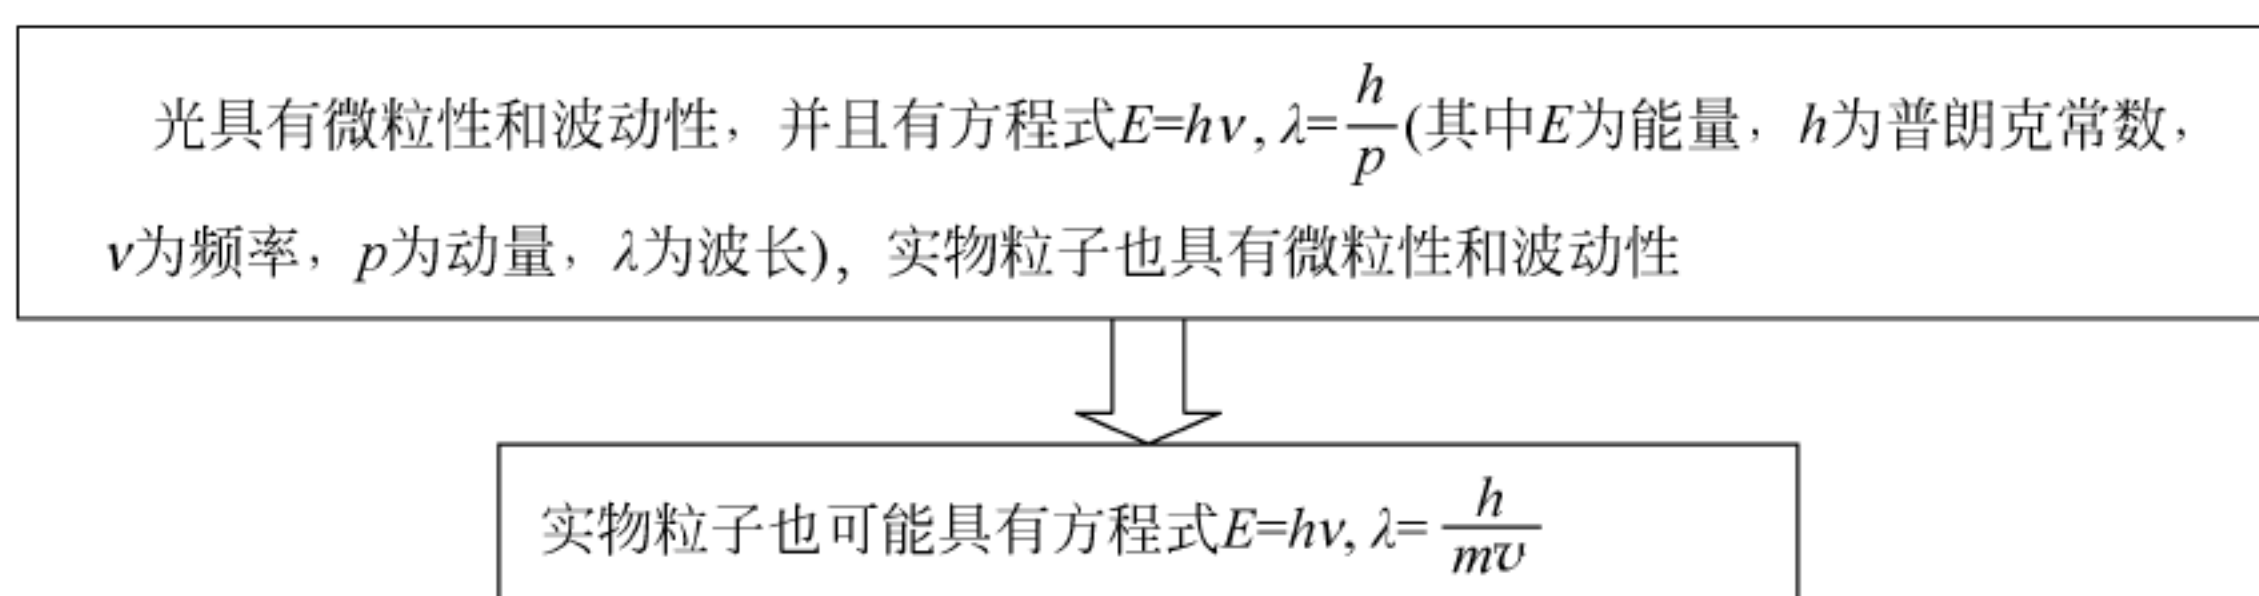 光具有微粒性和波动性，并且有方程式E=hν, λ=h/p(其中E为能量，h为普朗克常数，
ν为频率，p为动量，λ为波长)，实物粒子也具有微粒性和波动性
实物粒子也可能具有方程式E=hν, λ=h/mυ